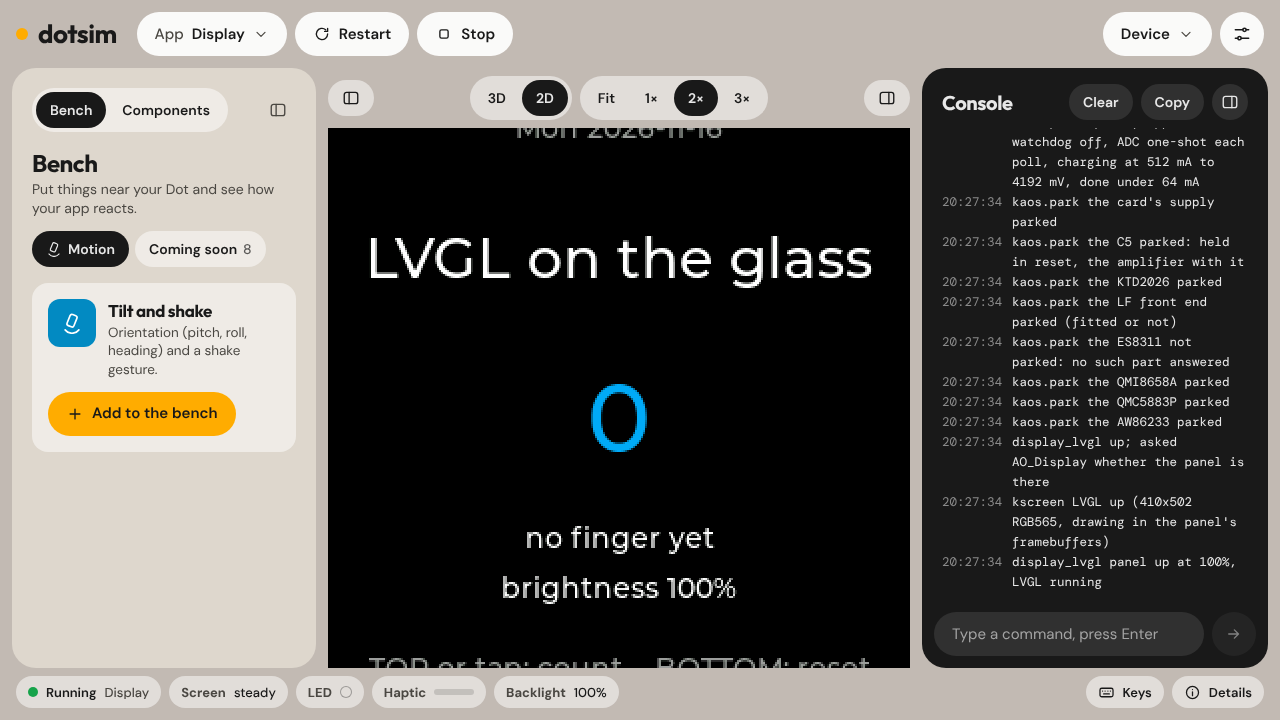 dotsim
App Display
Restart
Stop
Device
Bench
Components
Bench
Put things near your Dot and see how
your app reacts.
Motion
Coming soon 8
Tilt and shake
Orientation (pitch, roll,
heading) and a shake
gesture.
Add to the bench
3D
2D
Fit
1×
2×
3×
Mon 2026-11-16
LVGL on the glass
0
no finger yet
brightness 100%
TOP or tap: count
BOTTOM: reset
Console
Clear
Copy
watchdog off, ADC one-shot each
poll, charging at 512 mA to
4192 mV, done under 64 mA
20:27:34 kaos.park the card's supply
parked
20:27:34 kaos.park the C5 parked: held
in reset, the amplifier with it
20:27:34 kaos.park the KTD2026 parked
20:27:34 kaos.park the LF front end
parked (fitted or not)
20:27:34 kaos.park the ES8311 not
parked: no such part answered
20:27:34 kaos.park the QMI8658A parked
20:27:34 kaos.park the QMC5883P parked
20:27:34 kaos.park the AW86233 parked
20:27:34 display_lvgl up; asked
AO_Display whether the panel is
there
20:27:34 kscreen LVGL up (410x502
RGB565, drawing in the panel's
framebuffers)
20:27:34 display_lvgl panel up at 100%,
LVGL running
Type a command, press Enter
Running Display
Screen steady
LED
Haptic
Backlight 100%
Keys
Details